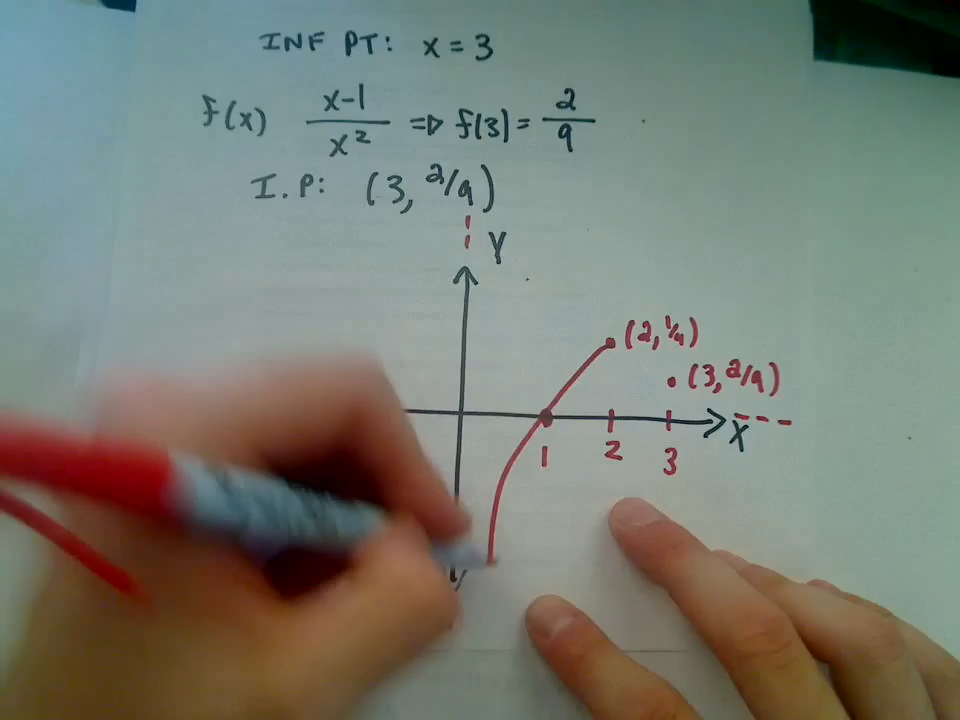 INF PT: x = 3
f(x) x-1/x² ⇒ f(3) = 2/9
I.P: (3, 2/9)
Y
(2, 1/4)
(3, 2/9)
X
1 2 3